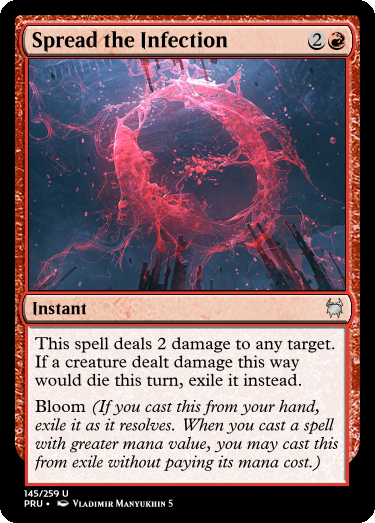 Spread the Infection 2
Instant
This spell deals 2 damage to any target.
If a creature dealt damage this way
would die this turn, exile it instead.
Bloom (If you cast this from your hand,
exile it as it resolves. When you cast a spell
with greater mana value, you may cast this
from exile without paying its mana cost.)
145/259 U
PRU • Vladimir Manyukhin 5